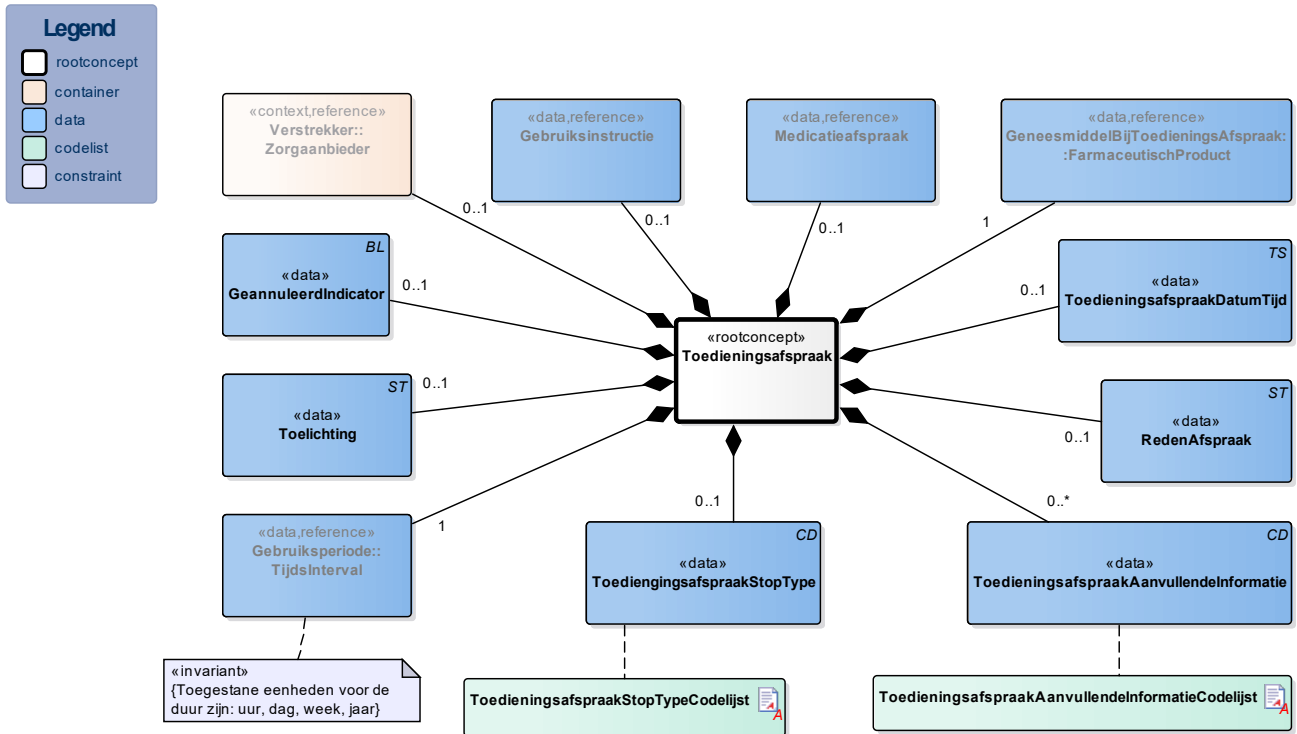 Legend
rootconcept
container
data
codelist
constraint
«context,reference»
Verstrekker::
Zorgaanbieder
«data,reference»
Gebruiksinstructie
«data,reference»
Medicatieafspraak
«data,reference»
GeneesmiddelBijToedieningsAfspraak:
:FarmaceutischProduct
0..1
0..1
0..1
1
BL
«data»
GeannuleerdIndicator
0..1
TS
«data»
ToedieningsafspraakDatumTijd
0..1
«rootconcept»
Toedieningsafspraak
ST
«data»
Toelichting
0..1
ST
«data»
RedenAfspraak
0..1
«data,reference»
Gebruiksperiode::
TijdsInterval
1
0..1
CD
«data»
ToediengingsafspraakStopType
0..*
CD
«data»
ToedieningsafspraakAanvullendeInformatie
«invariant»
{Toegestane eenheden voor de
duur zijn: uur, dag, week, jaar}
ToedieningsafspraakStopTypeCodelijst
A
ToedieningsafspraakAanvullendeInformatieCodelijst
A